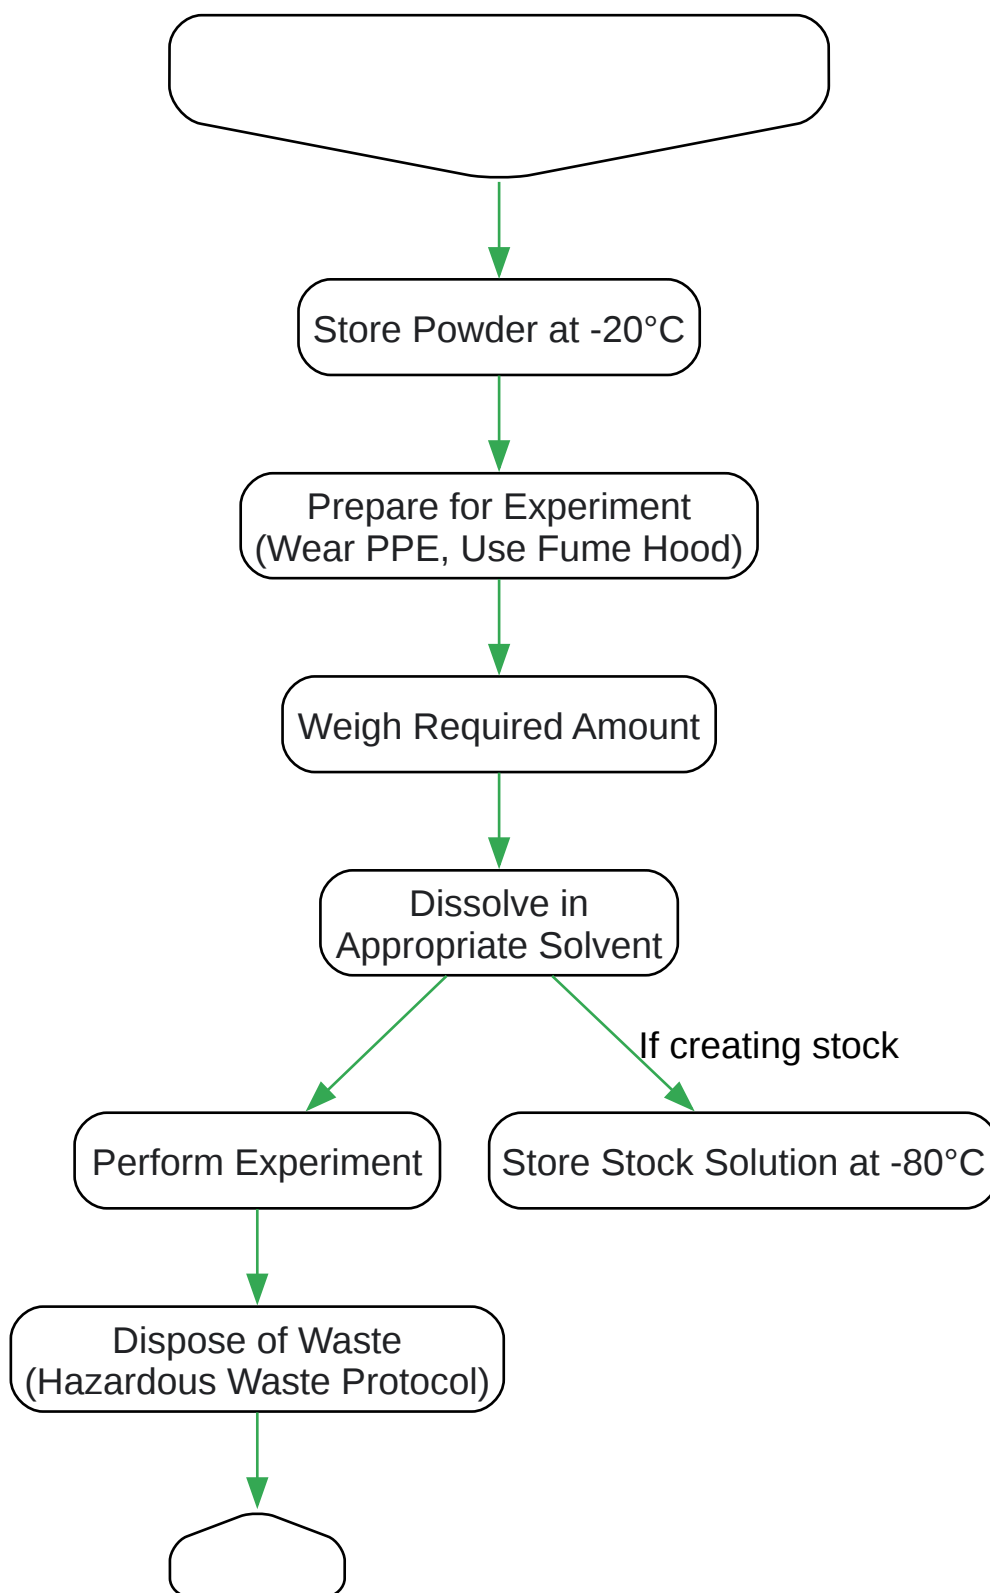 Store Powder at -20°C
Prepare for Experiment
(Wear PPE, Use Fume Hood)
Weigh Required Amount
Dissolve in
Appropriate Solvent
If creating stock
Perform Experiment
Store Stock Solution at -80°C
Dispose of Waste
(Hazardous Waste Protocol)